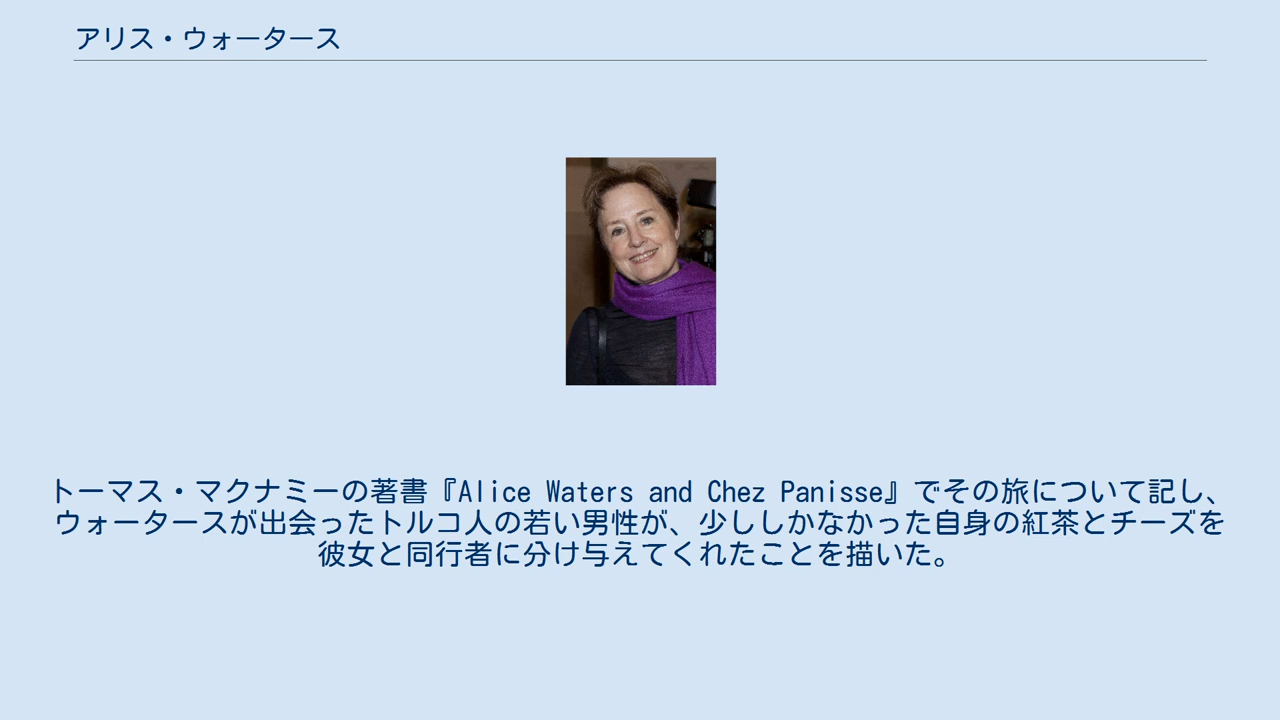 アリス・ウォータース
トーマス・マクナミーの著書『Alice Waters and Chez Panisse』でその旅について記し、
ウォータースが出会ったトルコ人の若い男性が、少ししかなかった自身の紅茶とチーズを
彼女と同行者に分け与えてくれたことを描いた。